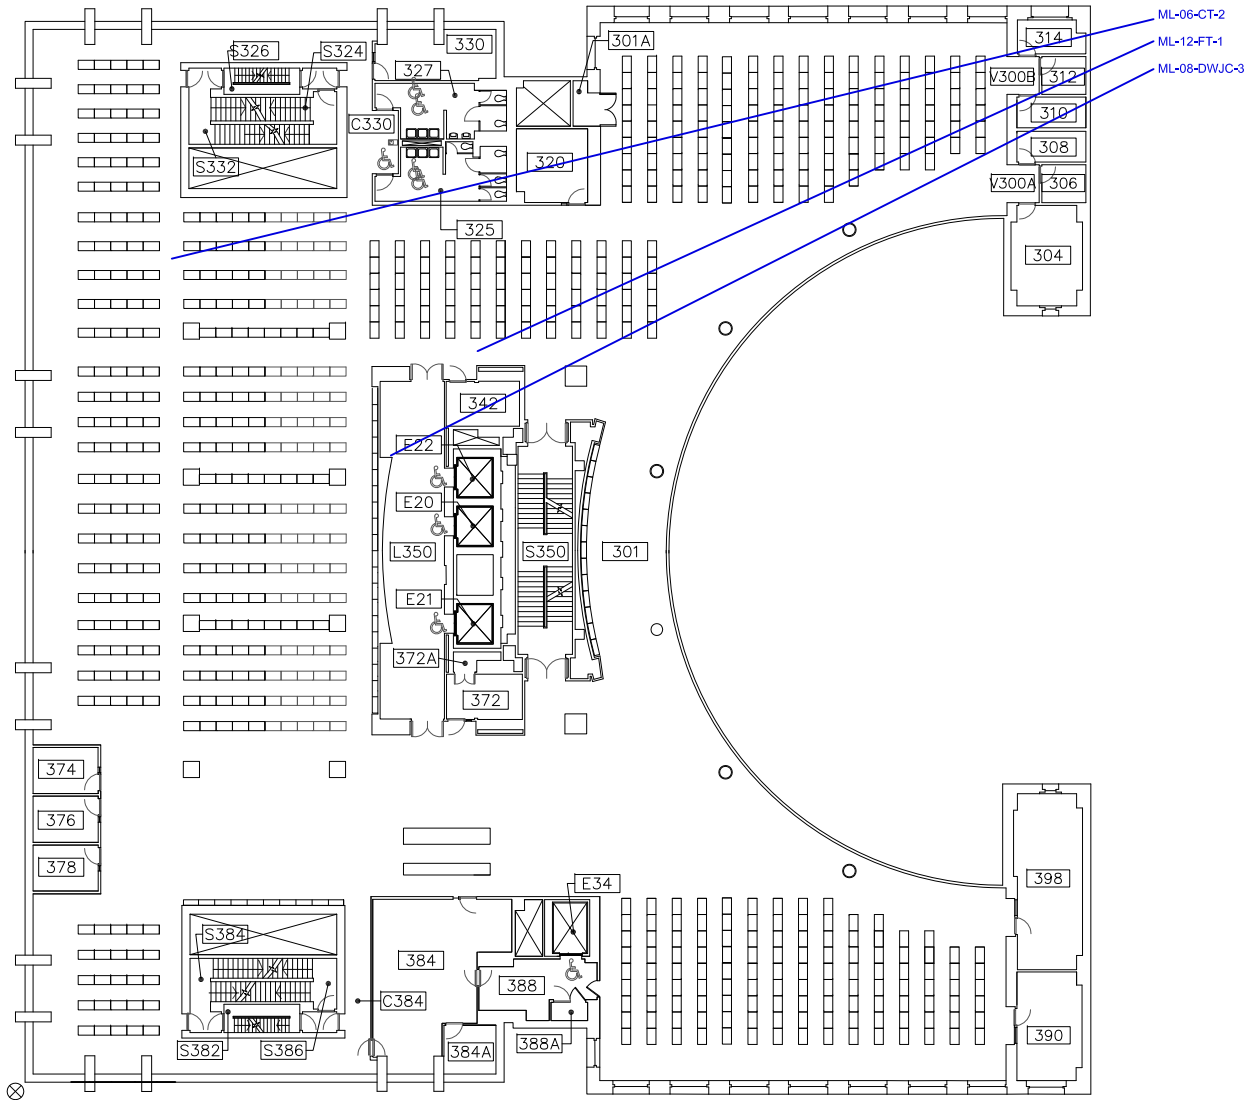 ML-06-CT-2
314
301A
330
ML-12-FT-1
S326
S324
ML-08-DWJC-3
327
V300B
312
310
C330
308
320
S332
V300A
306
325
304
342
E22
E20
L350
S350
301
E21
372A
372
374
376
378
E34
398
S384
384
388
C384
390
388A
S382
S386
384A